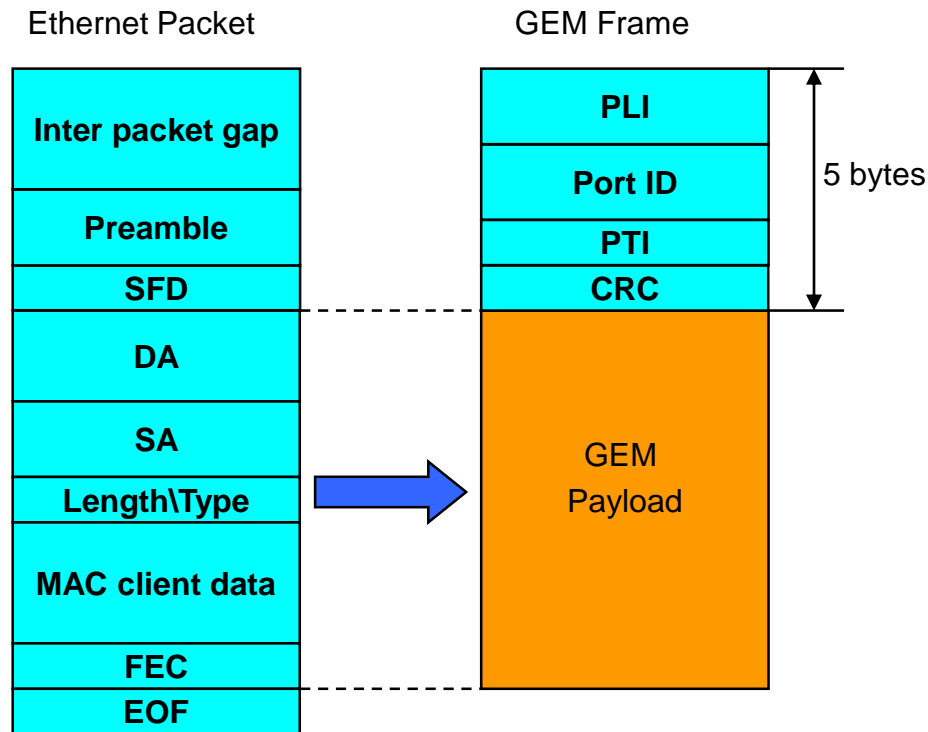 Ethernet Packet
GEM Frame
Inter packet gap
Preamble
SFD
DA
SA
Length\Type
MAC client data
FEC
EOF
PLI
Port ID
PTI
CRC
5 bytes
GEM
Payload